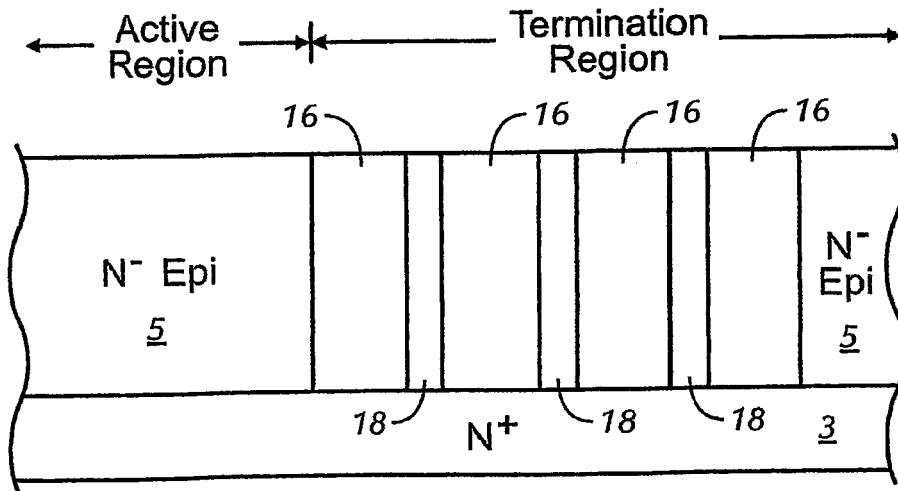 Active
Region
Termination
Region
16
16
16
16
N⁻ Epi
5
N⁻
Epi
5
18
18
18
N⁺
3